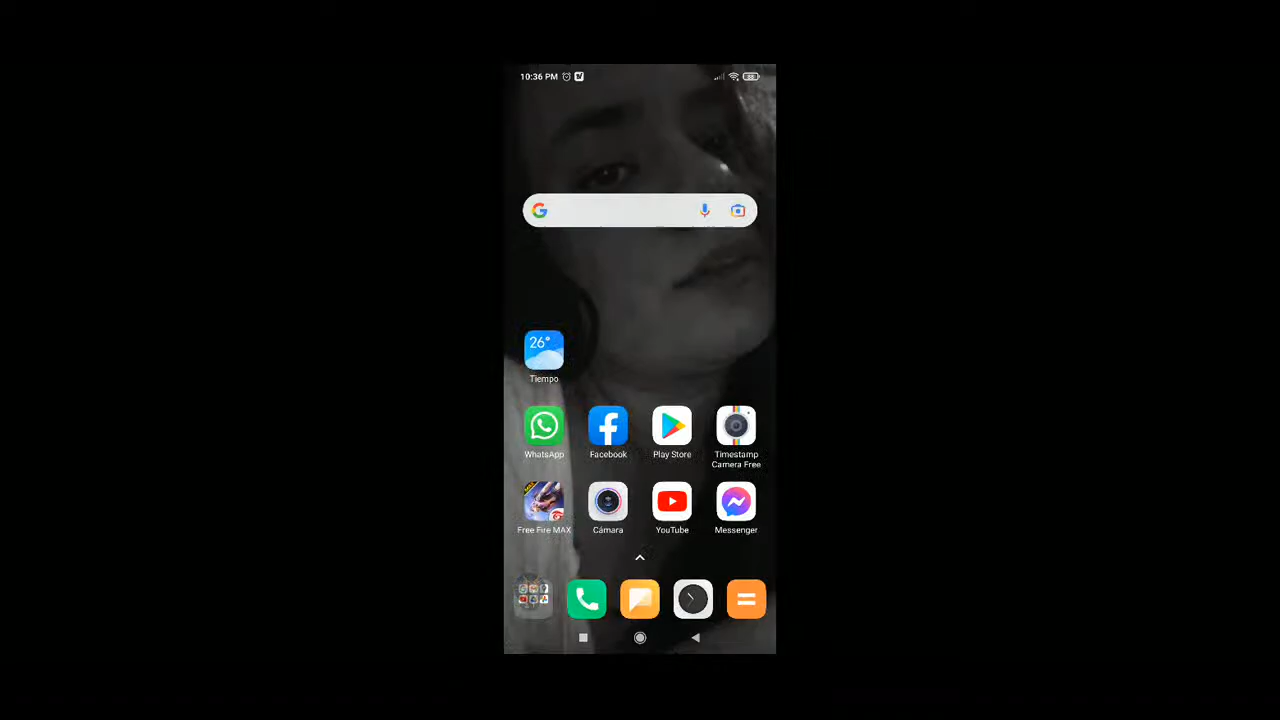 10:36 PM
26°
Tiempo
WhatsApp
Facebook
Play Store
Timestamp
Camera Free
Free Fire MAX
Cámara
YouTube
Messenger